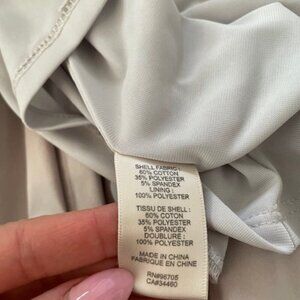 SHELL FABRIC:
60% COTTON
35% POLYESTER
5% SPANDEX
LINING:
100% POLYESTER
TISSU DE SHELL:
60% COTON
35% POLYESTER
5% SPANDEX
DOUBLURE:
100% POLYESTER
MADE IN CHINA
FABRIQUE EN CHINE
RN#96705
CA#34460